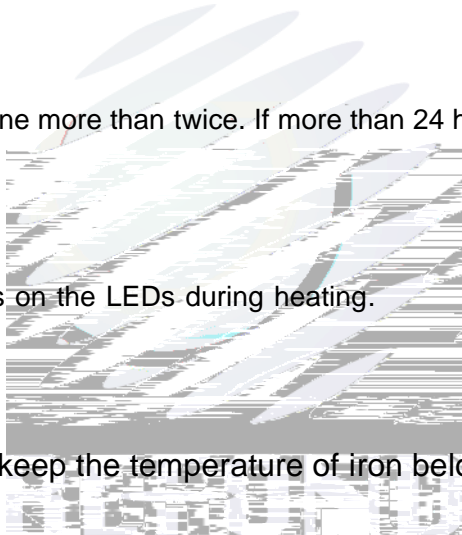 ne more than twice. If more than 24 h
s on the LEDs during heating.
keep the temperature of iron belo